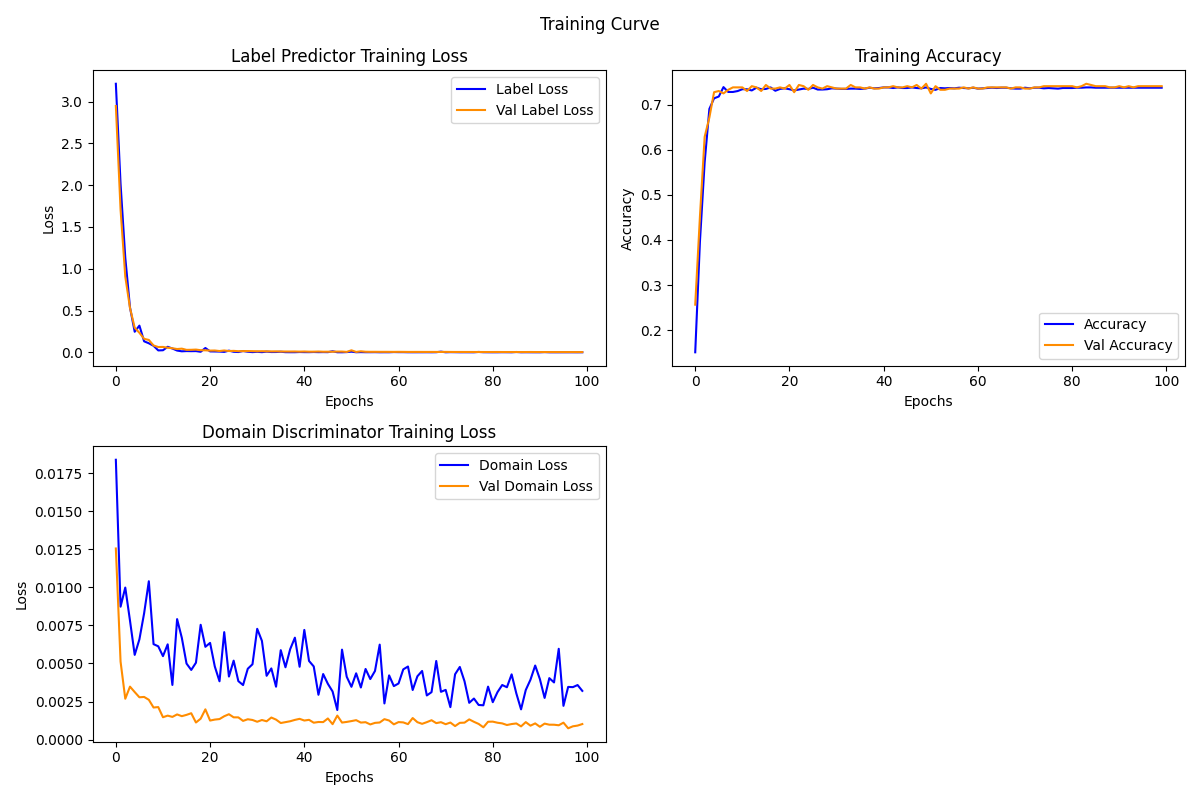 Training Curve
Label Predictor Training Loss
Loss
3.0
2.5
2.0
1.5
1.0
0.5
0.0
0 20 40 60 80 100
Epochs
Label Loss
Val Label Loss
Training Accuracy
Accuracy
0.7
0.6
0.5
0.4
0.3
0.2
0 20 40 60 80 100
Epochs
Accuracy
Val Accuracy
Domain Discriminator Training Loss
Loss
0.0175
0.0150
0.0125
0.0100
0.0075
0.0050
0.0025
0.0000
0 20 40 60 80 100
Epochs
Domain Loss
Val Domain Loss